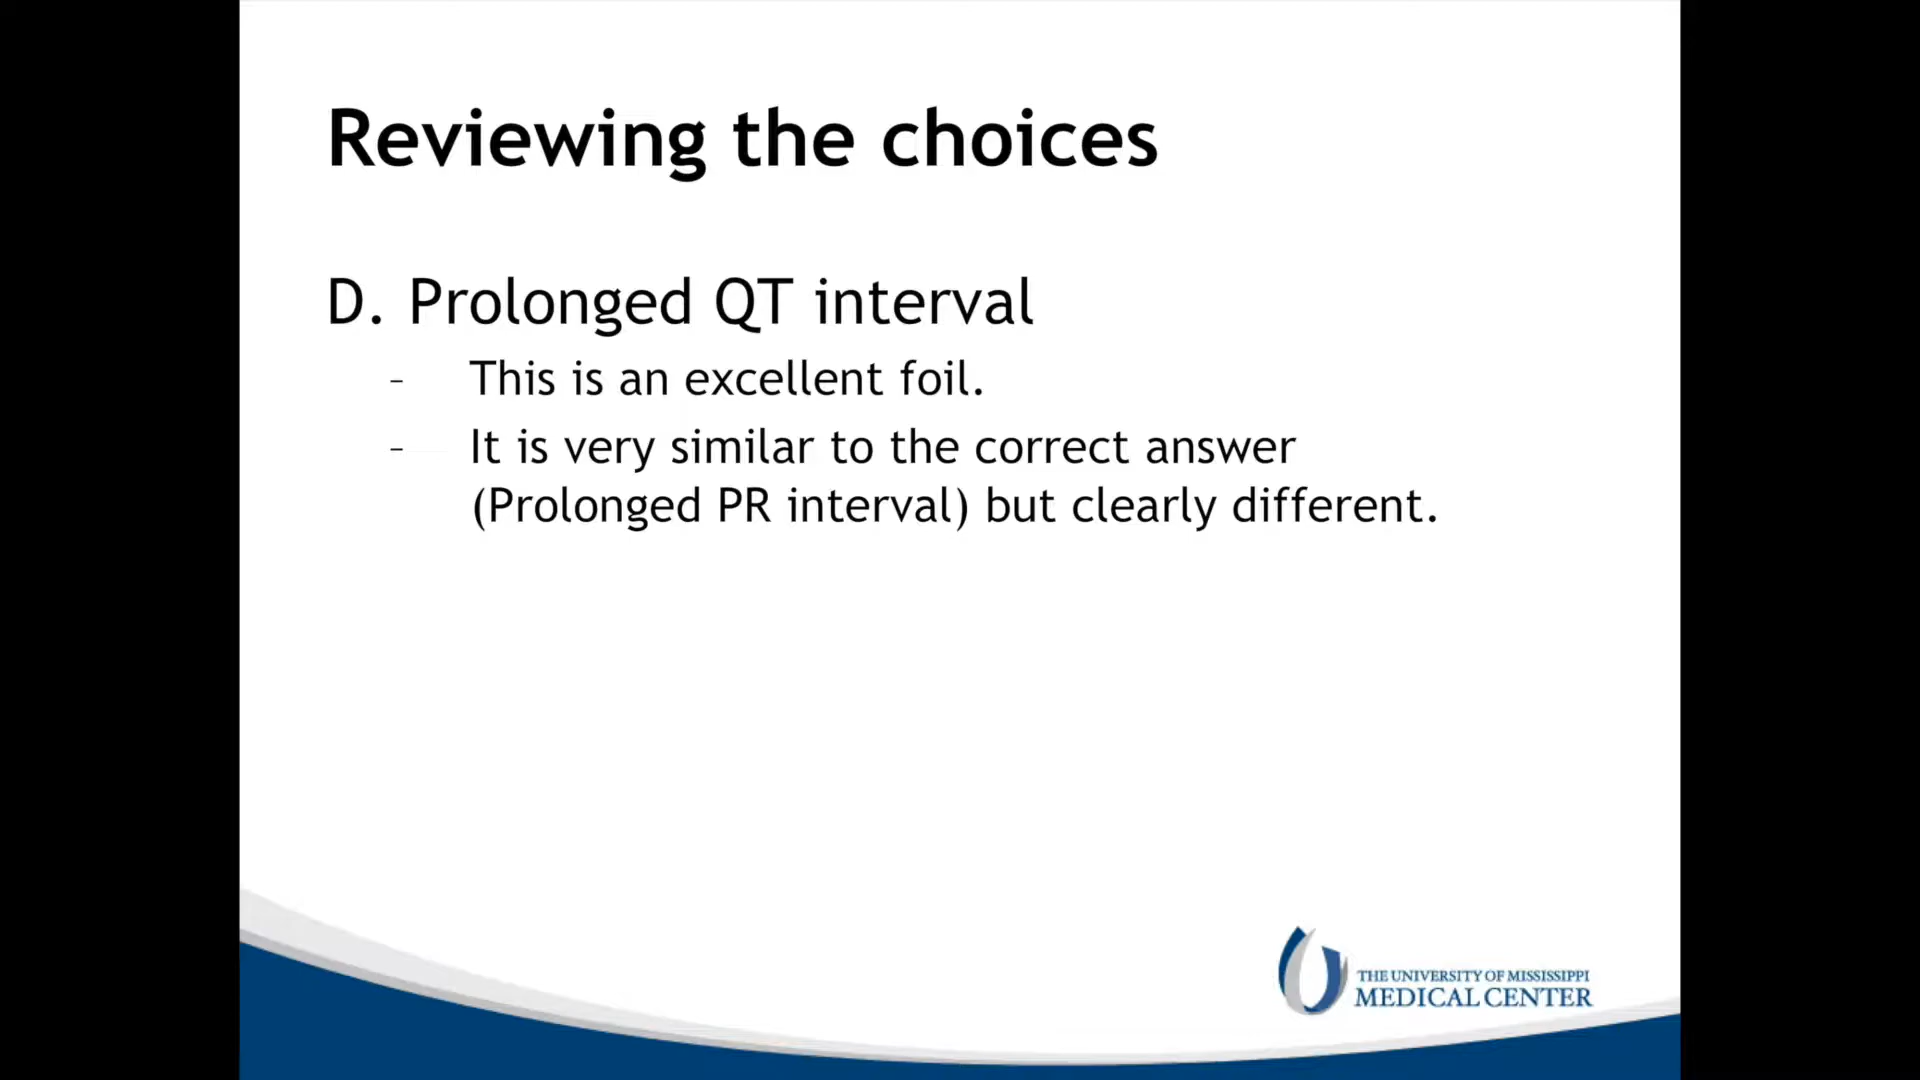 Reviewing the choices
D. Prolonged QT interval
- This is an excellent foil.
- It is very similar to the correct answer
(Prolonged PR interval) but clearly different.
THE UNIVERSITY OF MISSISSIPPI
MEDICAL CENTER